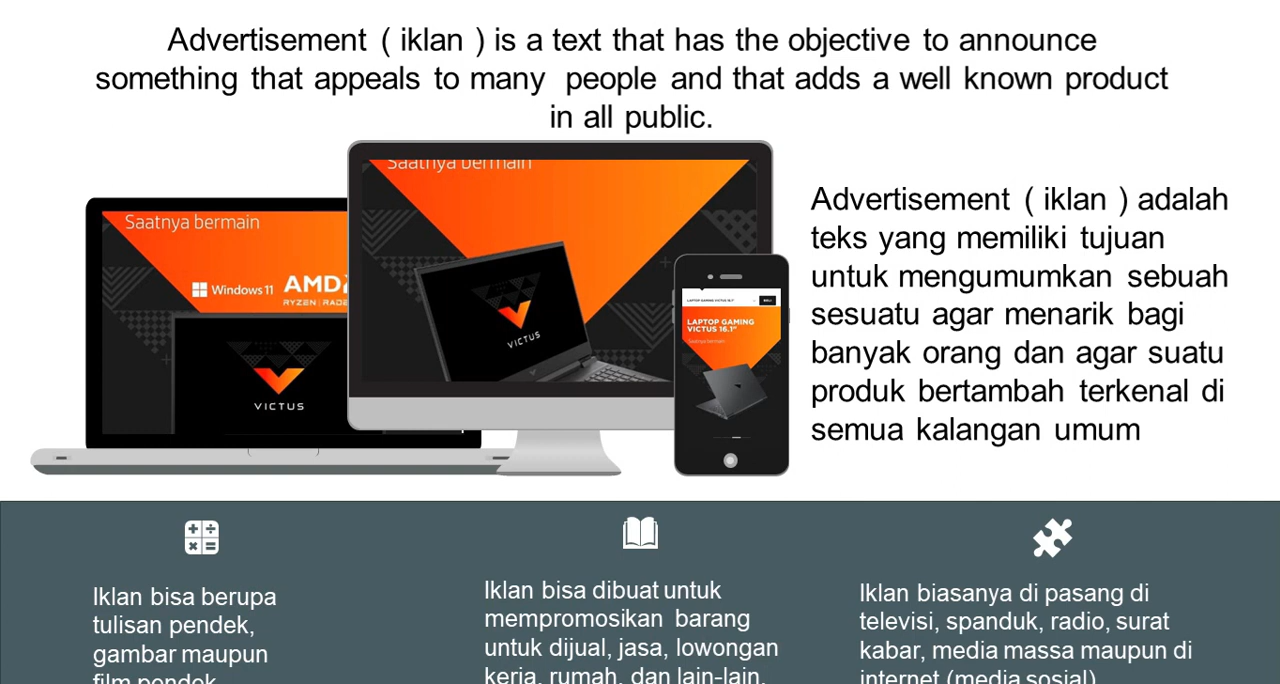 Advertisement ( iklan ) is a text that has the objective to announce
something that appeals to many people and that adds a well known product
in all public.
Saatnya bermain
Windows 11 AMD
RYZEN | RADE
VICTUS
Saatnya bermain
VICTUS
LAPTOP GAMING VICTUS 16.1"
BELI
LAPTOP GAMING
VICTUS 16.1"
Saatnya bermain
Advertisement ( iklan ) adalah
teks yang memiliki tujuan
untuk mengumumkan sebuah
sesuatu agar menarik bagi
banyak orang dan agar suatu
produk bertambah terkenal di
semua kalangan umum
Iklan bisa berupa
tulisan pendek,
gambar maupun
film pendek
Iklan bisa dibuat untuk
mempromosikan barang
untuk dijual, jasa, lowongan
kerja, rumah, dan lain-lain.
Iklan biasanya di pasang di
televisi, spanduk, radio, surat
kabar, media massa maupun di
internet (media sosial)